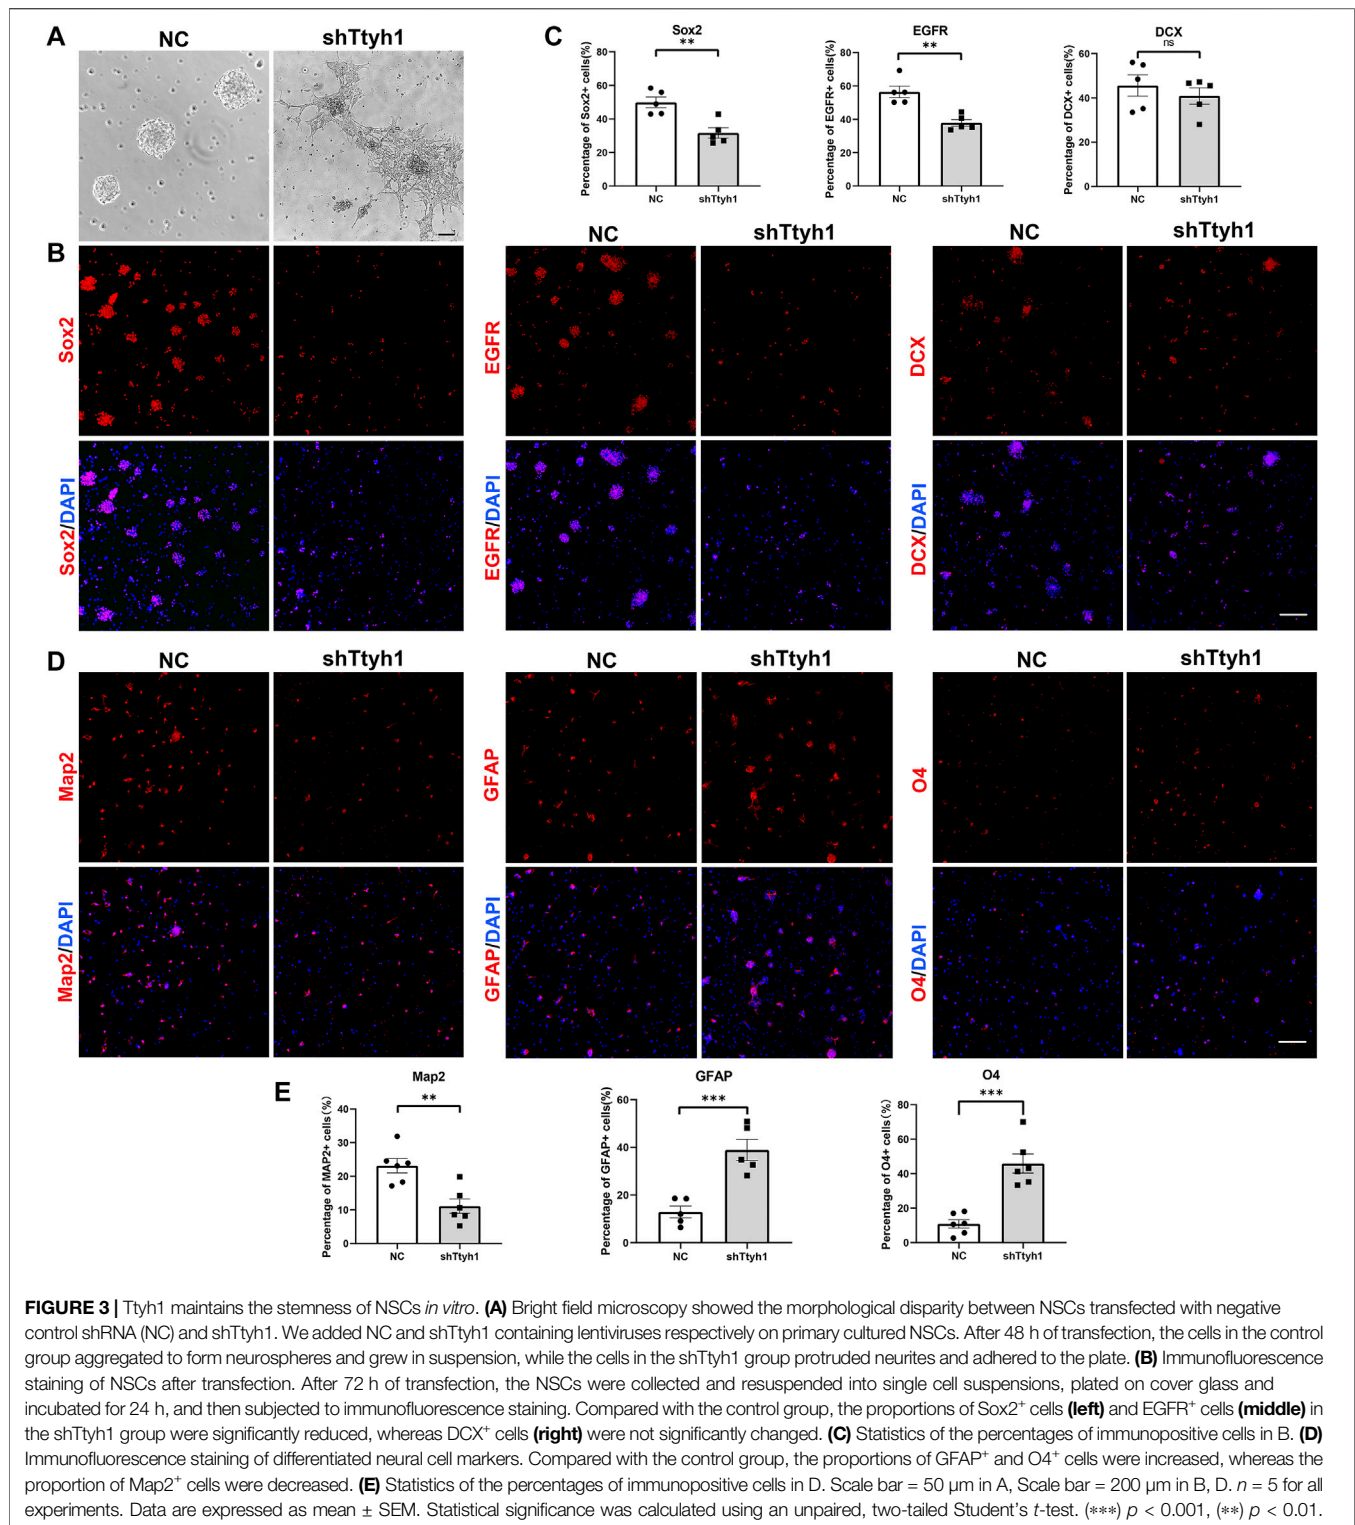 A
NC
shTtyh1
C
Sox2
**
Percentage of Sox2+ cells(%)
80
60
40
20
0
NC
shTtyh1
EGFR
**
Percentage of EGFR+ cells(%)
80
60
40
20
0
NC
shTtyh1
DCX
ns
Percentage of DCX+ cells(%)
60
40
20
0
NC
shTtyh1
B
NC
shTtyh1
NC
shTtyh1
Sox2
EGFR
DCX
Sox2/DAPI
EGFR/DAPI
DCX/DAPI
D
NC
shTtyh1
NC
shTtyh1
NC
shTtyh1
Map2
GFAP
O4
Map2/DAPI
GFAP/DAPI
O4/DAPI
E
Map2
**
Percentage of MAP2+ cells(%)
40
30
20
10
0
NC
shTtyh1
GFAP
***
Percentage of GFAP+ cells(%)
60
40
20
0
NC
shTtyh1
O4
***
Percentage of O4+ cells(%)
80
60
40
20
0
NC
shTtyh1
FIGURE 3 | Ttyh1 maintains the stemness of NSCs in vitro. (A) Bright field microscopy showed the morphological disparity between NSCs transfected with negative
control shRNA (NC) and shTtyh1. We added NC and shTtyh1 containing lentiviruses respectively on primary cultured NSCs. After 48 h of transfection, the cells in the control
group aggregated to form neurospheres and grew in suspension, while the cells in the shTtyh1 group protruded neurites and adhered to the plate. (B) Immunofluorescence
staining of NSCs after transfection. After 72 h of transfection, the NSCs were collected and resuspended into single cell suspensions, plated on cover glass and
incubated for 24 h, and then subjected to immunofluorescence staining. Compared with the control group, the proportions of Sox2⁺ cells (left) and EGFR⁺ cells (middle) in
the shTtyh1 group were significantly reduced, whereas DCX⁺ cells (right) were not significantly changed. (C) Statistics of the percentages of immunopositive cells in B. (D)
Immunofluorescence staining of differentiated neural cell markers. Compared with the control group, the proportions of GFAP⁺ and O4⁺ cells were increased, whereas the
proportion of Map2⁺ cells were decreased. (E) Statistics of the percentages of immunopositive cells in D. Scale bar = 50 μm in A, Scale bar = 200 μm in B, D. n = 5 for all
experiments. Data are expressed as mean ± SEM. Statistical significance was calculated using an unpaired, two-tailed Student's t-test. (***) p < 0.001, (**) p < 0.01.